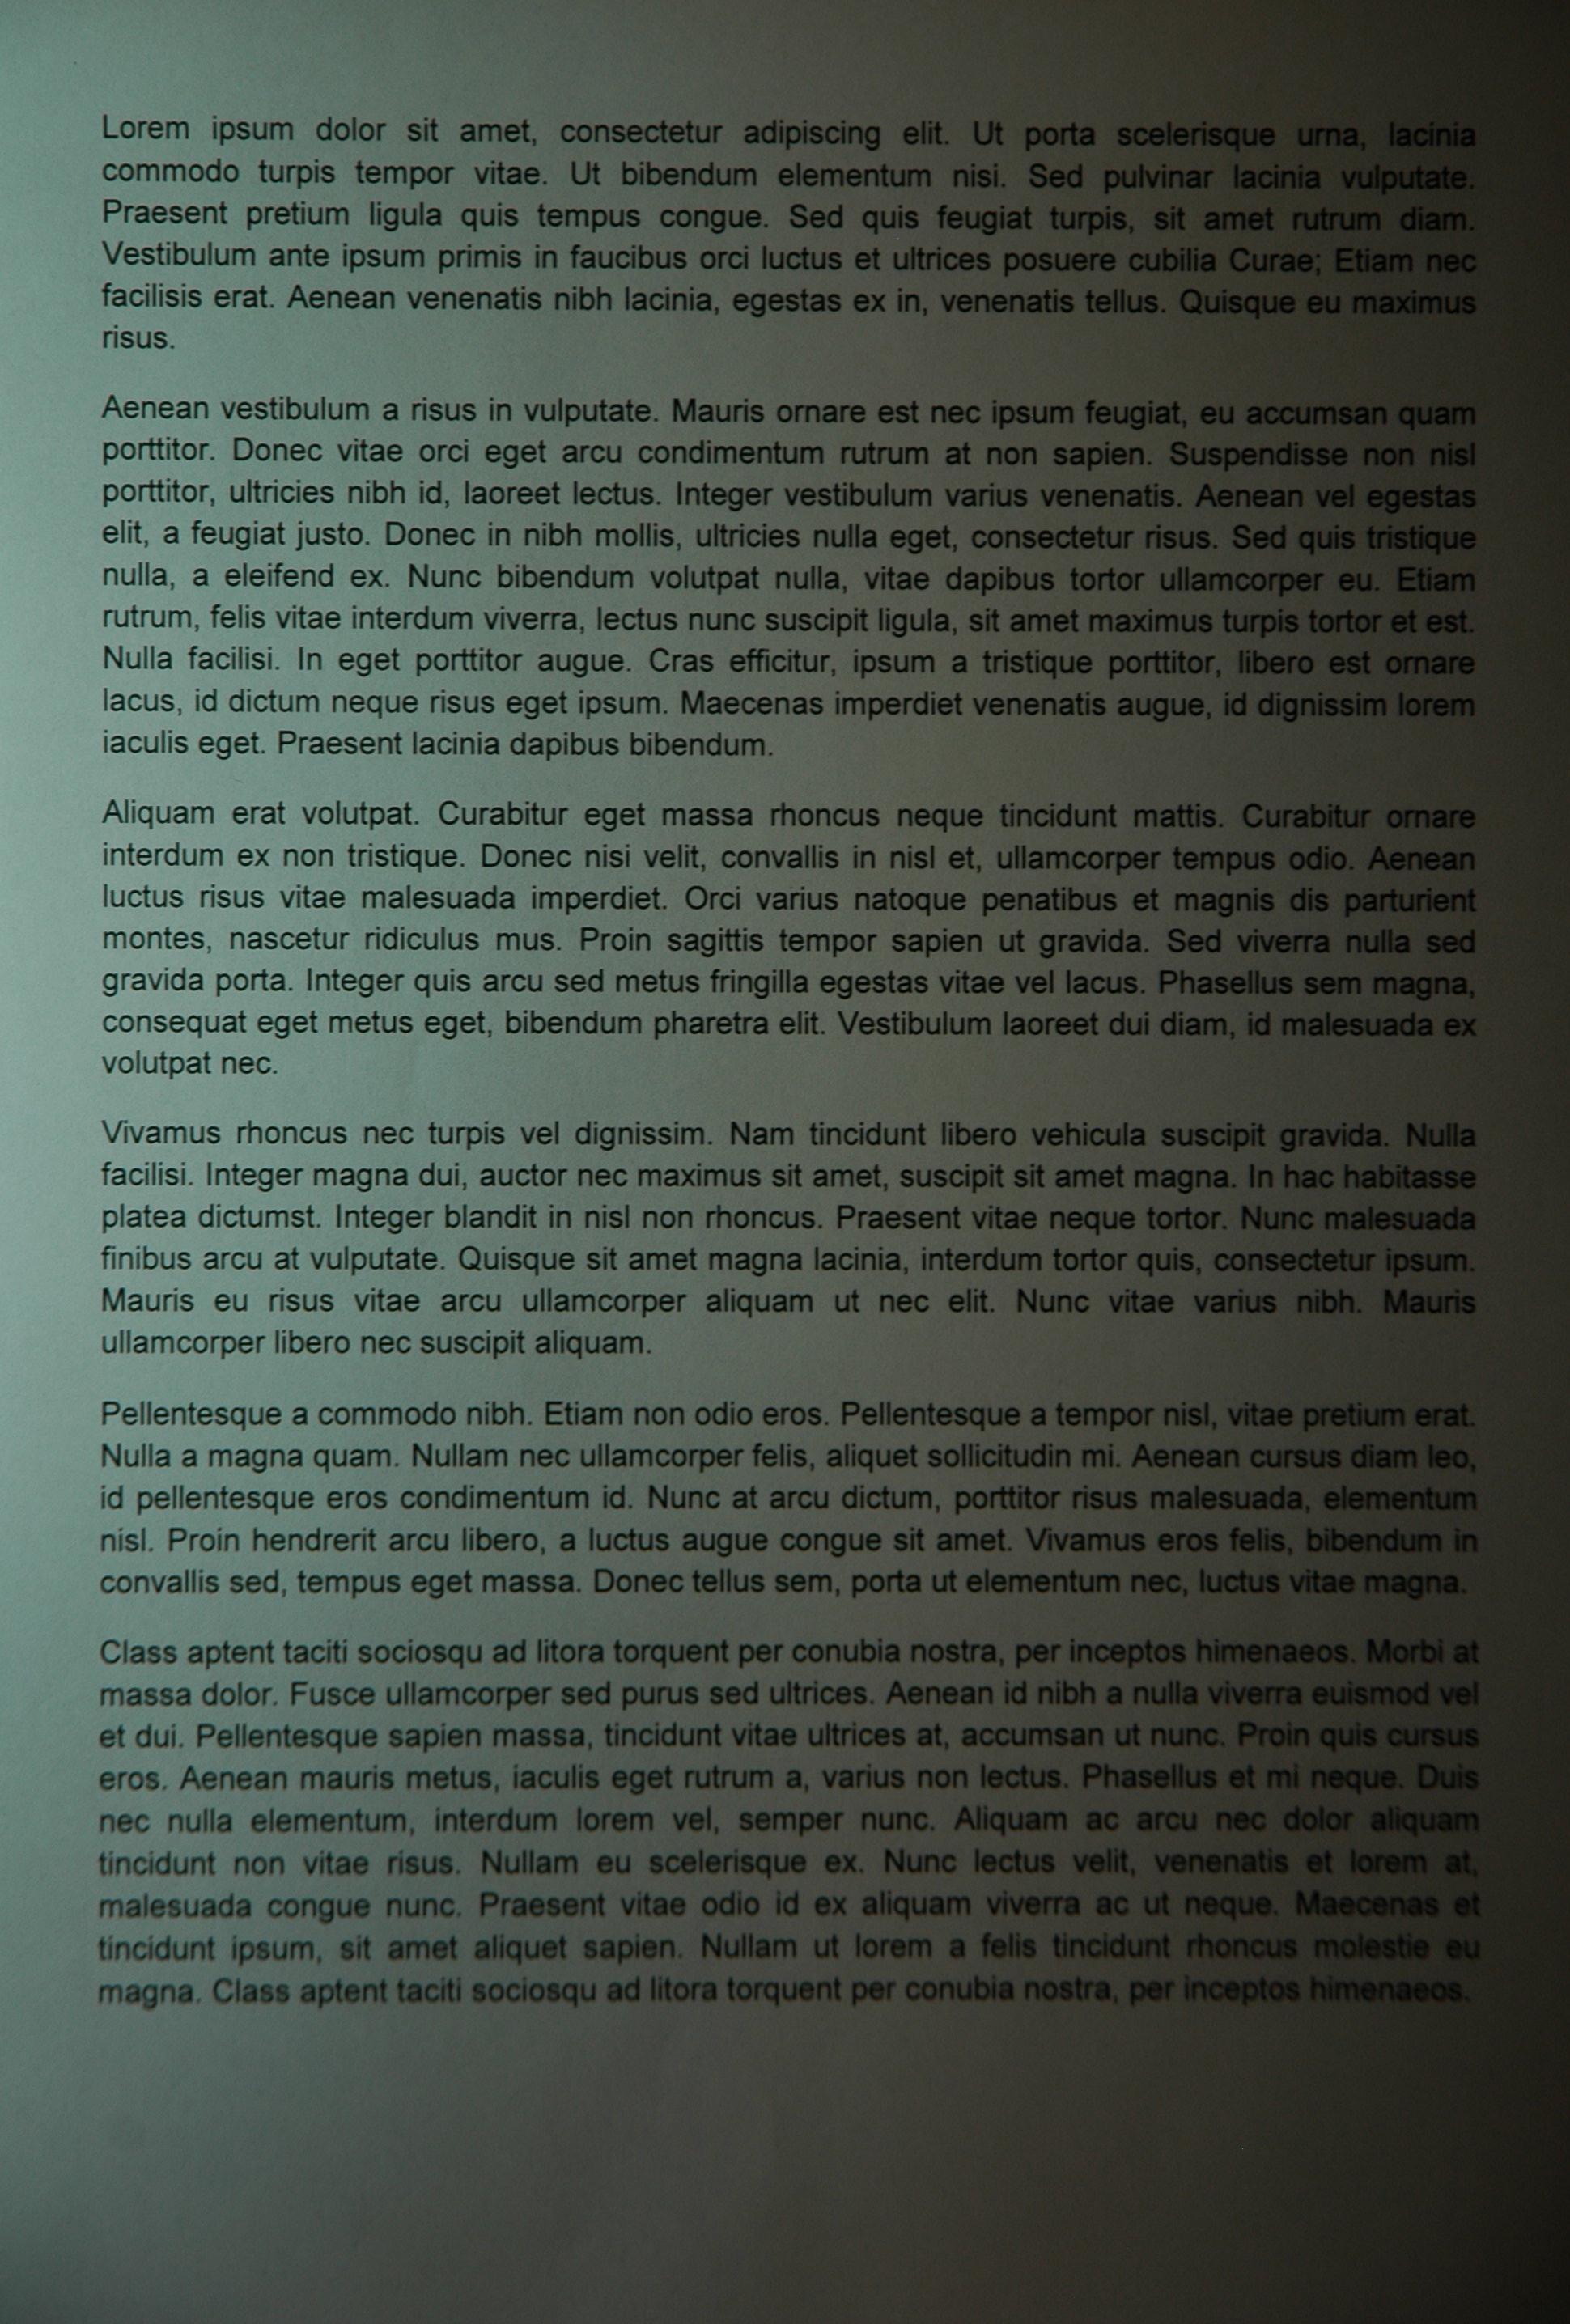 Lorem ipsum dolor sit amet, consectetur adipiscing elit. Ut porta scelerisque urna, lacinia
commodo turpis tempor vitae. Ut bibendum elementum nisi. Sed pulvinar lacinia vulputate.
Praesent pretium ligula quis tempus congue. Sed quis feugiat turpis, sit amet rutrum diam.
Vestibulum ante ipsum primis in faucibus orci luctus et ultrices posuere cubilia Curae; Etiam nec
facilisis erat. Aenean venenatis nibh lacinia, egestas ex in, venenatis tellus. Quisque eu maximus
risus.
Aenean vestibulum a risus in vulputate. Mauris ornare est nec ipsum feugiat, eu accumsan quam
porttitor. Donec vitae orci eget arcu condimentum rutrum at non sapien. Suspendisse non nisl
porttitor, ultricies nibh id, laoreet lectus. Integer vestibulum varius venenatis. Aenean vel egestas
elit, a feugiat justo. Donec in nibh mollis, ultricies nulla eget, consectetur risus. Sed quis tristique
nulla, a eleifend ex. Nunc bibendum volutpat nulla, vitae dapibus tortor ullamcorper eu. Etiam
rutrum, felis vitae interdum viverra, lectus nunc suscipit ligula, sit amet maximus turpis tortor et est.
Nulla facilisi. In eget porttitor augue. Cras efficitur, ipsum a tristique porttitor, libero est ornare
lacus, id dictum neque risus eget ipsum. Maecenas imperdiet venenatis augue, id dignissim lorem
iaculis eget. Praesent lacinia dapibus bibendum.
Aliquam erat volutpat. Curabitur eget massa rhoncus neque tincidunt mattis. Curabitur ornare
interdum ex non tristique. Donec nisi velit, convallis in nisl et, ullamcorper tempus odio. Aenean
luctus risus vitae malesuada imperdiet. Orci varius natoque penatibus et magnis dis parturient
montes, nascetur ridiculus mus. Proin sagittis tempor sapien ut gravida. Sed viverra nulla sed
gravida porta. Integer quis arcu sed metus fringilla egestas vitae vel lacus. Phasellus sem magna,
consequat eget metus eget, bibendum pharetra elit. Vestibulum laoreet dui diam, id malesuada ex
volutpat nec.
Vivamus rhoncus nec turpis vel dignissim. Nam tincidunt libero vehicula suscipit gravida. Nulla
facilisi. Integer magna dui, auctor nec maximus sit amet, suscipit sit amet magna. In hac habitasse
platea dictumst. Integer blandit in nisl non rhoncus. Praesent vitae neque tortor. Nunc malesuada
finibus arcu at vulputate. Quisque sit amet magna lacinia, interdum tortor quis, consectetur ipsum.
Mauris eu risus vitae arcu ullamcorper aliquam ut nec elit. Nunc vitae varius nibh. Mauris
ullamcorper libero nec suscipit aliquam.
Pellentesque a commodo nibh. Etiam non odio eros. Pellentesque a tempor nisl, vitae pretium erat.
Nulla a magna quam. Nullam nec ullamcorper felis, aliquet sollicitudin mi. Aenean cursus diam leo,
id pellentesque eros condimentum id. Nunc at arcu dictum, porttitor risus malesuada, elementum
nisl. Proin hendrerit arcu libero, a luctus augue congue sit amet. Vivamus eros felis, bibendum in
convallis sed, tempus eget massa. Donec tellus sem, porta ut elementum nec, luctus vitae magna.
Class aptent taciti sociosqu ad litora torquent per conubia nostra, per inceptos himenaeos. Morbi at
massa dolor. Fusce ullamcorper sed purus sed ultrices. Aenean id nibh a nulla viverra euismod vel
et dui. Pellentesque sapien massa, tincidunt vitae ultrices at, accumsan ut nunc. Proin quis cursus
eros. Aenean mauris metus, iaculis eget rutrum a, varius non lectus. Phasellus et mi neque. Duis
nec nulla elementum, interdum lorem vel, semper nunc. Aliquam ac arcu nec dolor aliquam
tincidunt non vitae risus. Nullam eu scelerisque ex. Nunc lectus velit, venenatis et lorem at,
malesuada congue nunc. Praesent vitae odio id ex aliquam viverra ac ut neque. Maecenas et
tincidunt ipsum, sit amet aliquet sapien. Nullam ut lorem a felis tincidunt rhoncus molestie eu
magna. Class aptent taciti sociosqu ad litora torquent per conubia nostra, per inceptos himenaeos.